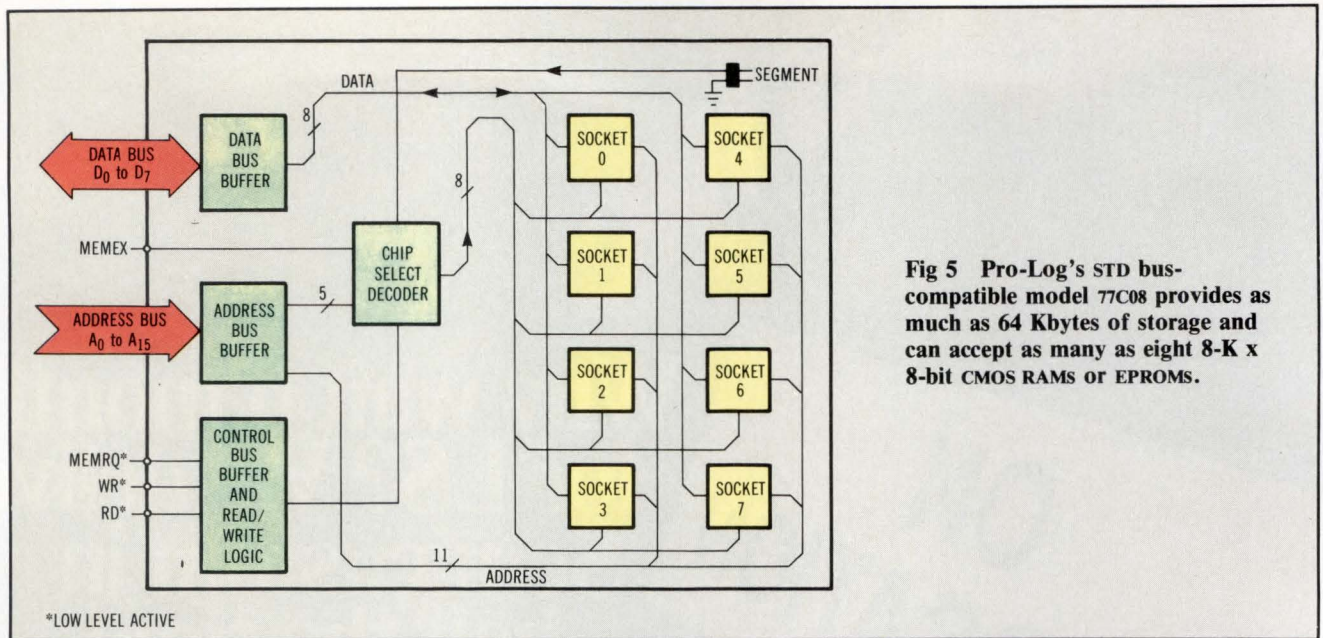 DATA
SEGMENT
8
DATA BUS
D0 to D7
DATA
BUS
BUFFER
SOCKET
0
SOCKET
4
8
MEMEX
CHIP
SELECT
DECODER
SOCKET
1
SOCKET
5
ADDRESS BUS
A0 to A15
ADDRESS
BUS
BUFFER
5
SOCKET
2
SOCKET
6
CONTROL
BUS
BUFFER
AND
READ/
WRITE
LOGIC
MEMRQ*
WR*
RD*
SOCKET
3
SOCKET
7
11
ADDRESS
*LOW LEVEL ACTIVE
Fig 5 Pro-Log's STD bus-
compatible model 77C08 provides as
much as 64 Kbytes of storage and
can accept as many as eight 8-K x
8-bit CMOS RAMs or EPROMs.